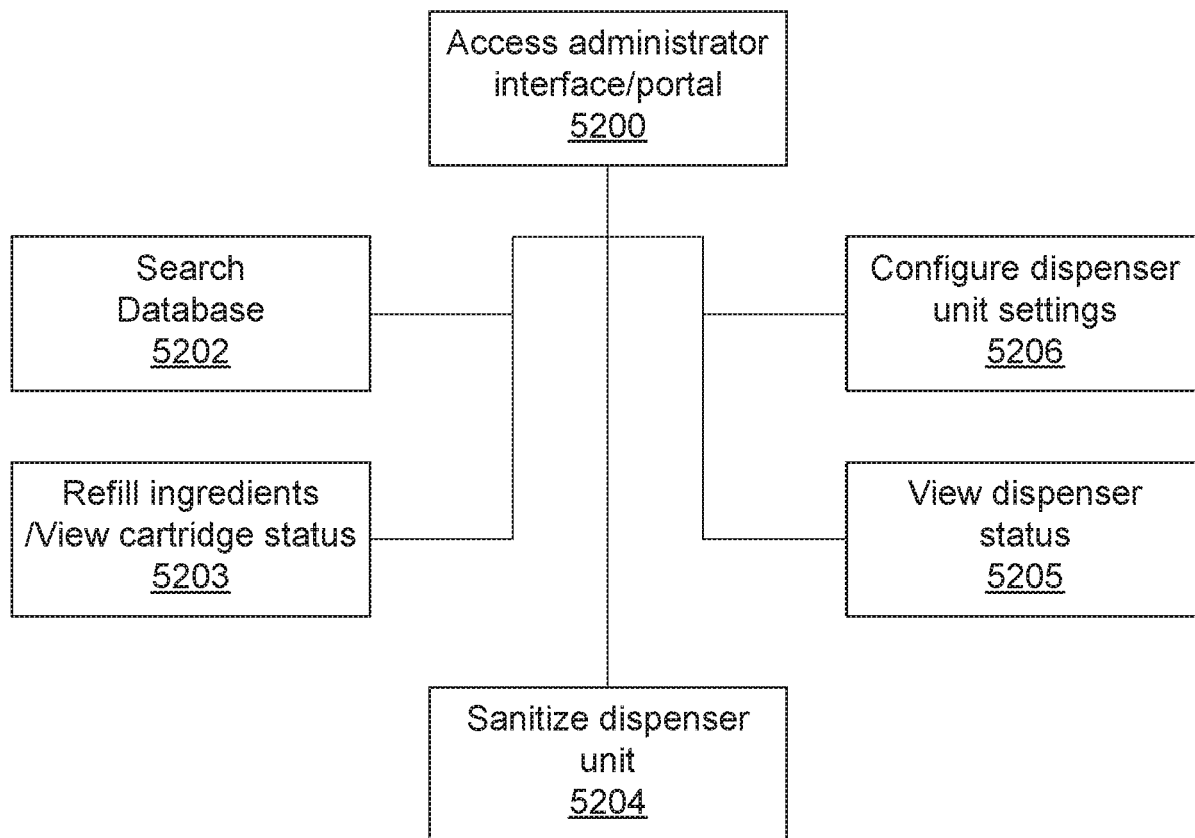 Access administrator
interface/portal
5200
Search
Database
5202
Configure dispenser
unit settings
5206
Refill ingredients
/View cartridge status
5203
View dispenser
status
5205
Sanitize dispenser
unit
5204